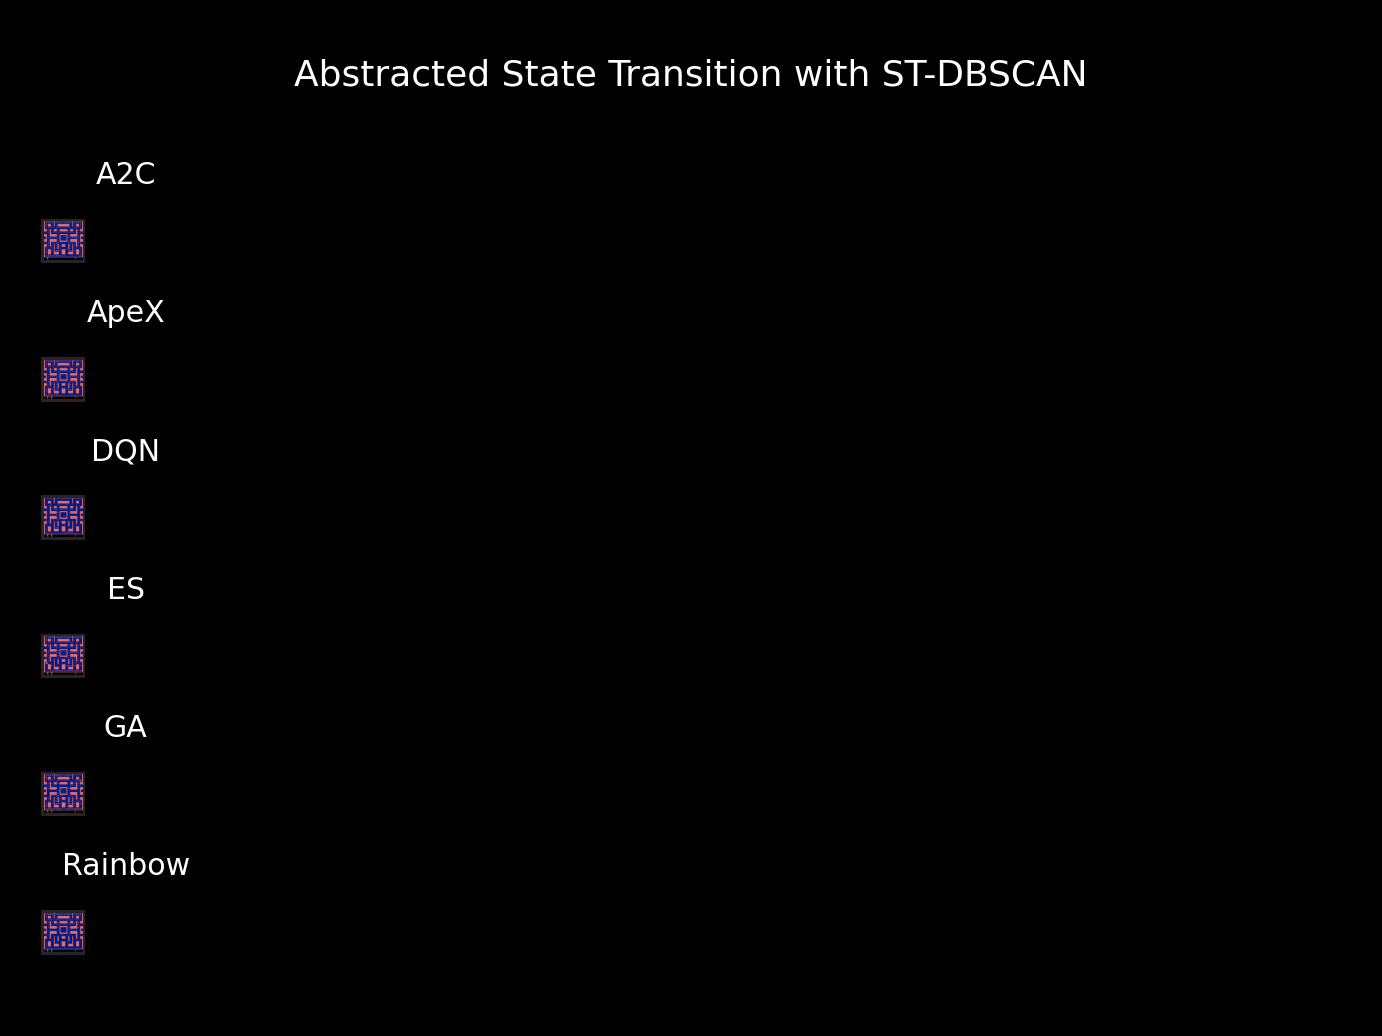 Abstracted State Transition with ST-DBSCAN
A2C
ApeX
DQN
ES
GA
Rainbow